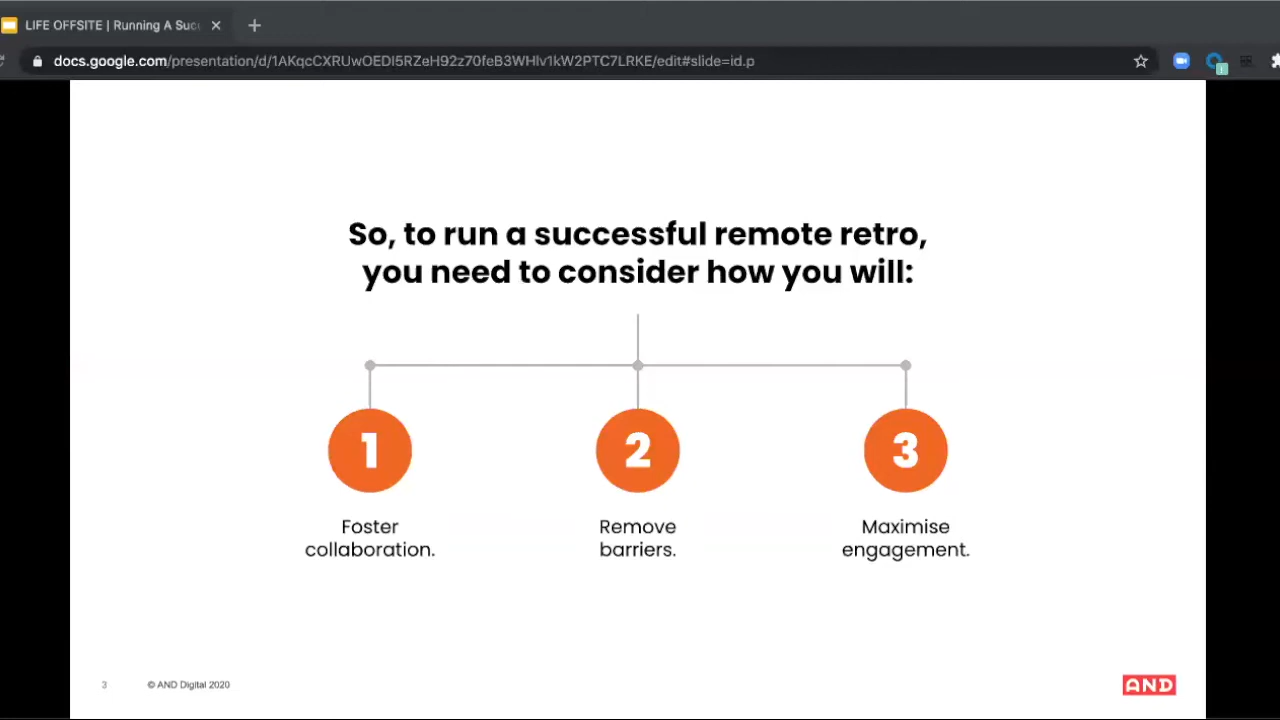 LIFE OFFSITE | Running A Suc
docs.google.com/presentation/d/1AKqcCXRUwOEDI5RZeH92z70feB3WHlv1kW2PTC7LRKE/edit#slide=id.p
So, to run a successful remote retro,
you need to consider how you will:
1
2
3
Foster
collaboration.
Remove
barriers.
Maximise
engagement.
3
© AND Digital 2020
AND